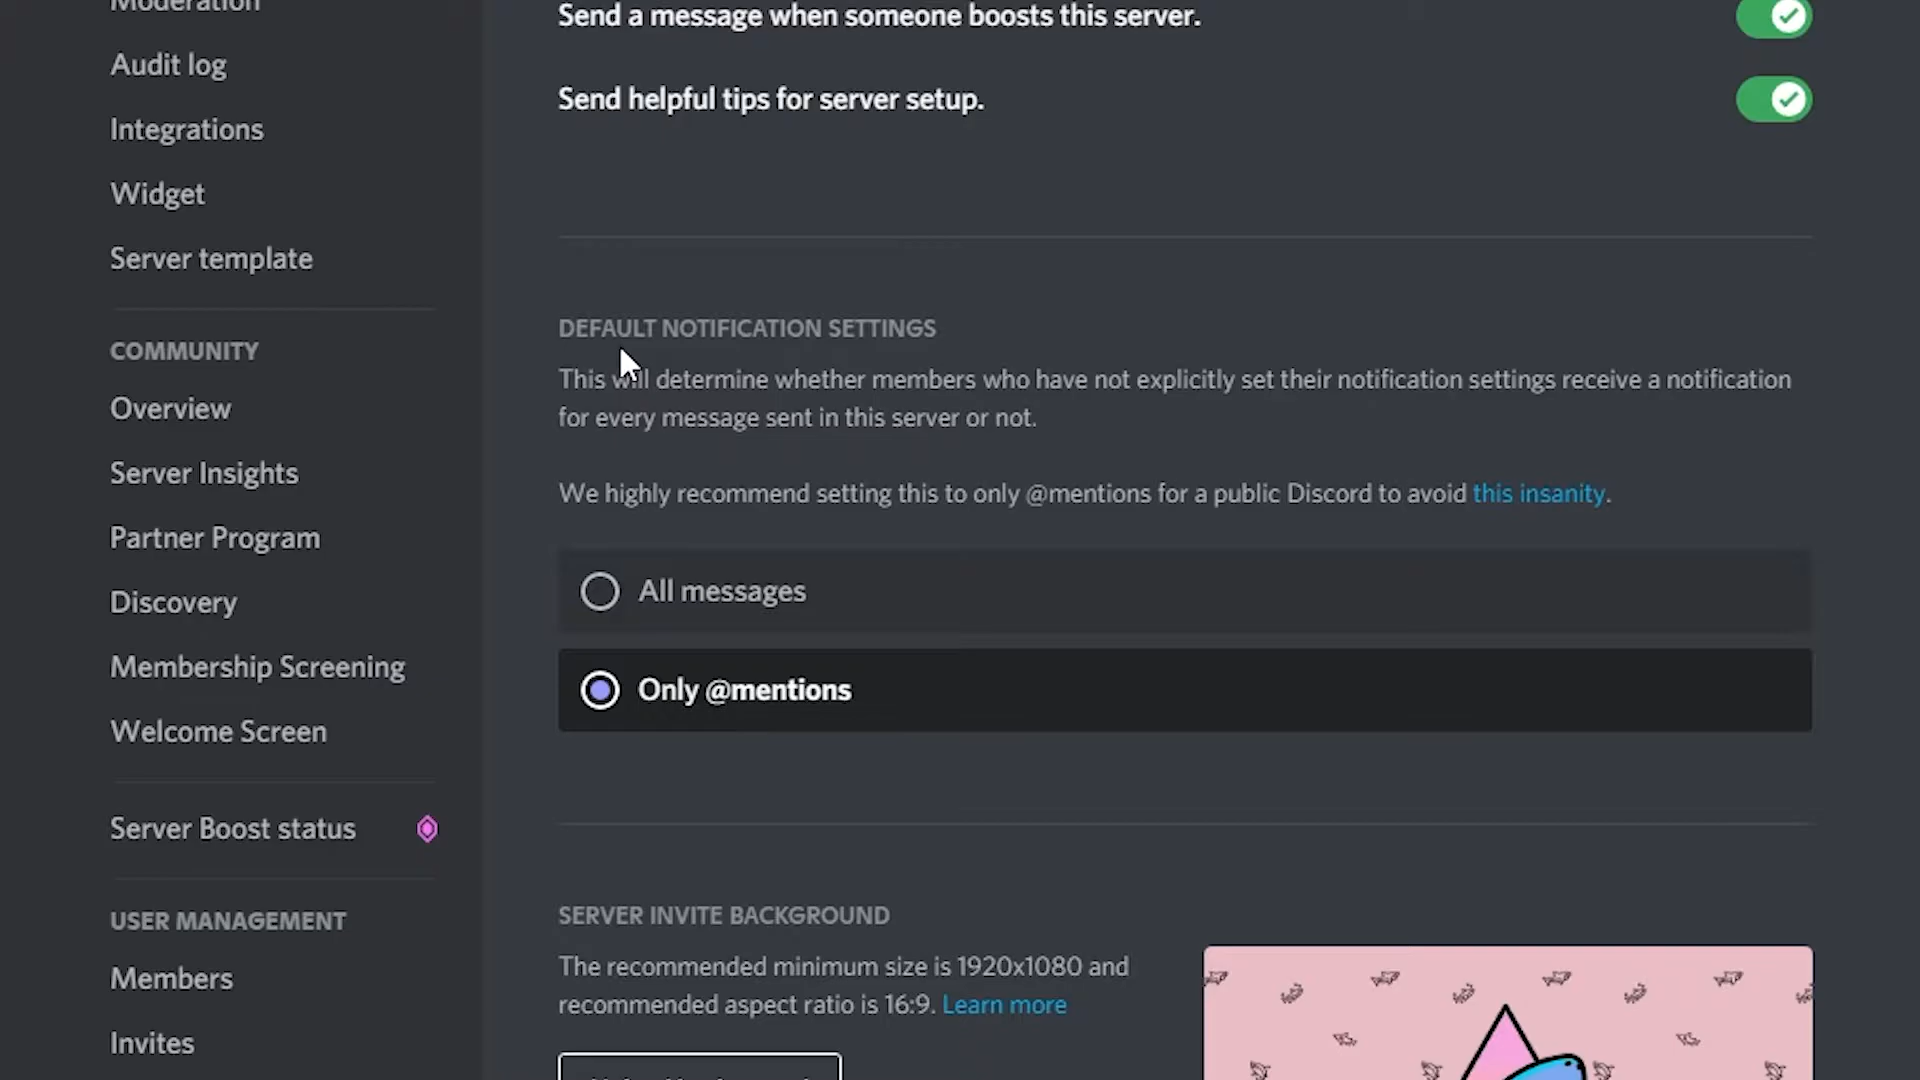 Moderation
Audit log
Integrations
Widget
Server template
COMMUNITY
Overview
Server Insights
Partner Program
Discovery
Membership Screening
Welcome Screen
Server Boost status
USER MANAGEMENT
Members
Invites
Send a message when someone boosts this server.
Send helpful tips for server setup.
DEFAULT NOTIFICATION SETTINGS
This will determine whether members who have not explicitly set their notification settings receive a notification
for every message sent in this server or not.
We highly recommend setting this to only @mentions for a public Discord to avoid this insanity.
All messages
Only @mentions
SERVER INVITE BACKGROUND
The recommended minimum size is 1920x1080 and
recommended aspect ratio is 16:9. Learn more